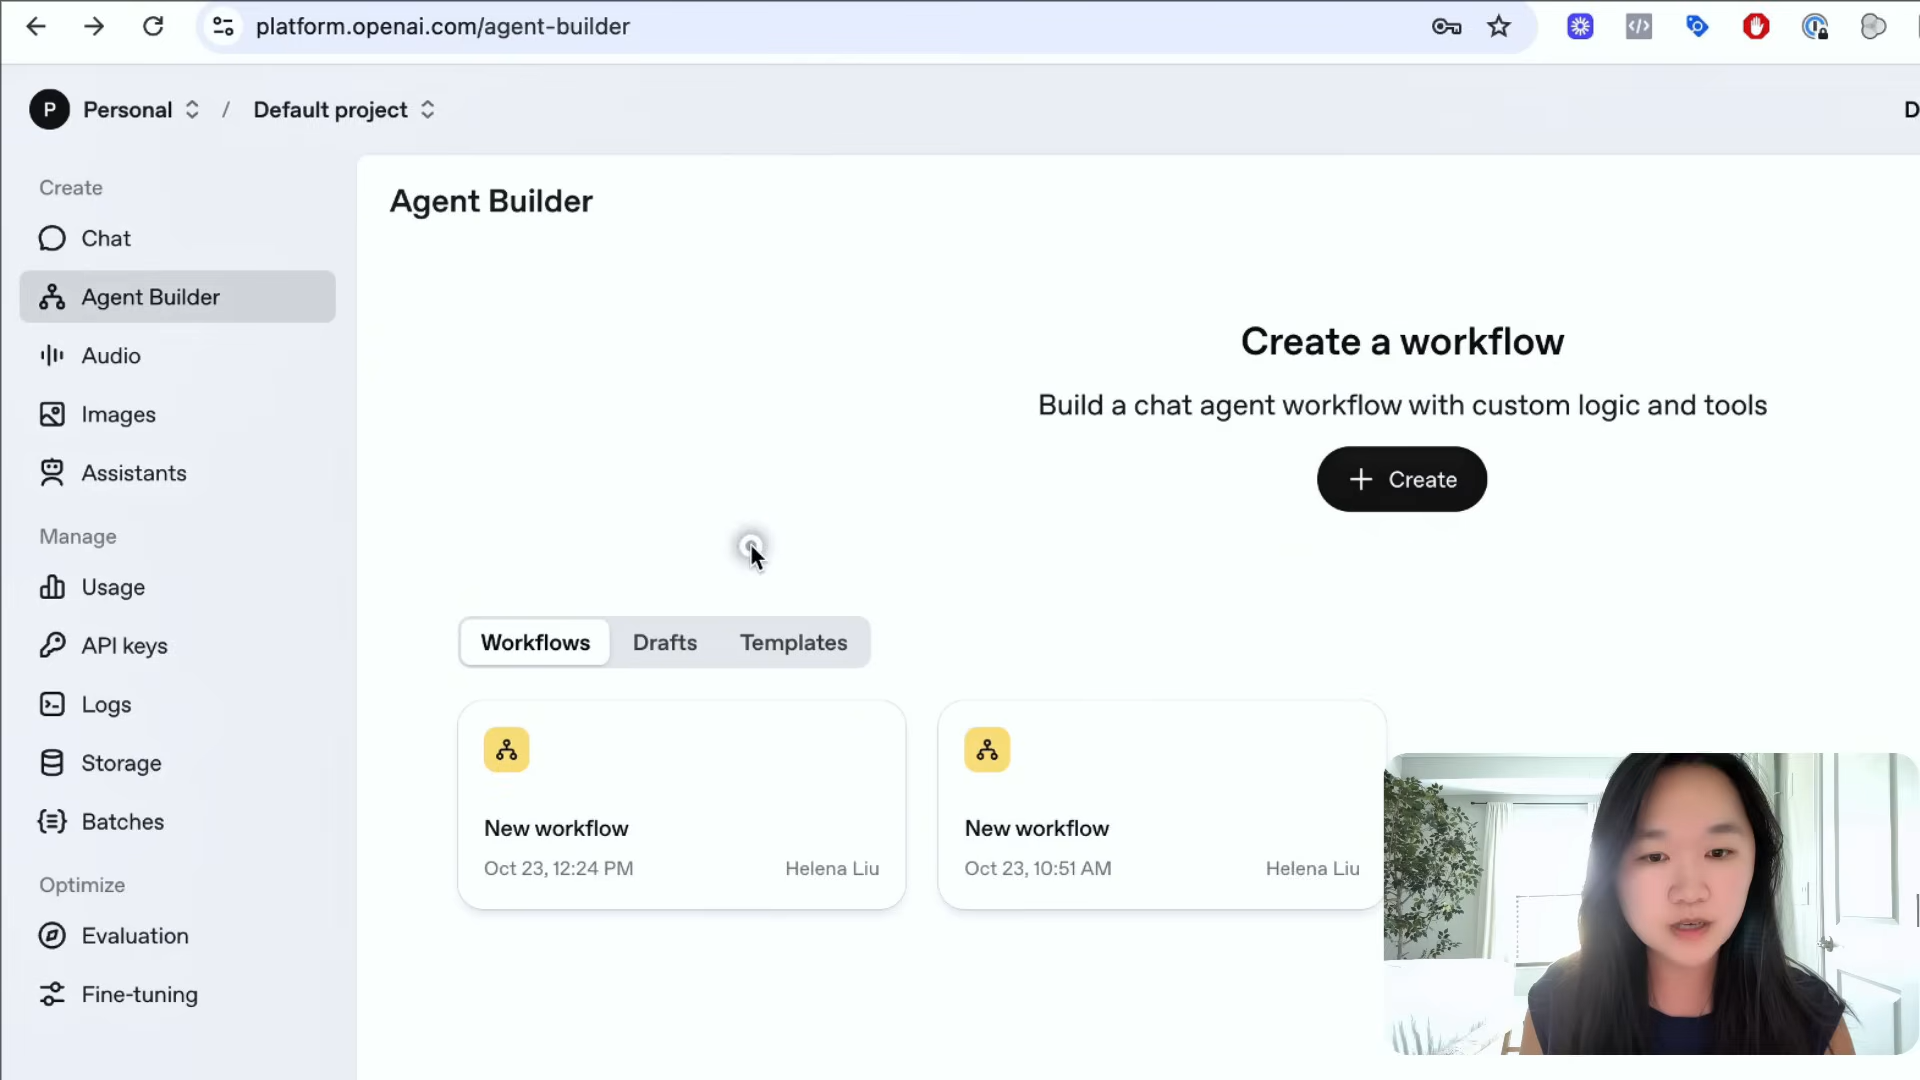 platform.openai.com/agent-builder
P Personal / Default project
D
Create
Chat
Agent Builder
Audio
Images
Assistants
Manage
Usage
API keys
Logs
Storage
Batches
Optimize
Evaluation
Fine-tuning
Agent Builder
Create a workflow
Build a chat agent workflow with custom logic and tools
+ Create
Workflows Drafts Templates
New workflow
Oct 23, 12:24 PM Helena Liu
New workflow
Oct 23, 10:51 AM Helena Liu